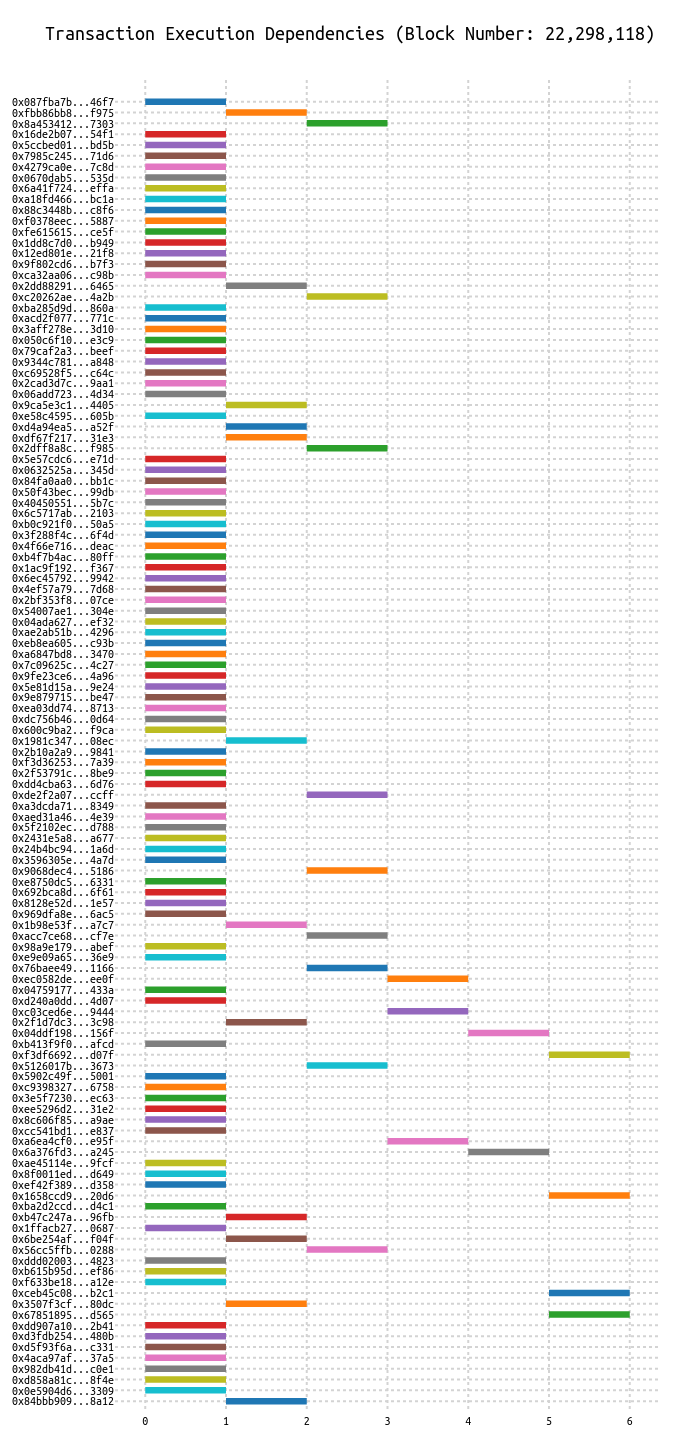 Transaction Execution Dependencies (Block Number: 22,298,118)
0x087fba7b...46f7
0xfbb86bb8...f975
0x8a453412...7303
0x16de2b07...54f1
0x5ccbed01...bd5b
0x7985c245...71d6
0x4279ca0e...7c8d
0x0670dab5...535d
0x6a41f724...effa
0xa18fd466...bc1a
0x88c3448b...c8f6
0xf0378eec...5887
0xfe615615...ce5f
0x1dd8c7d0...b949
0x12ed801e...21f8
0x9f802cd6...b7f3
0xca32aa06...c98b
0x2dd88291...6465
0xc20262ae...4a2b
0xba285d9d...860a
0xacd2f077...771c
0x3aff278e...3d10
0x050c6f10...e3c9
0x79caf2a3...beef
0x9344c781...a848
0xc69528f5...c64c
0x2cad3d7c...9aa1
0x06add723...4d34
0x9ca5e3c1...4405
0xe58c4595...605b
0xd4a94ea5...a52f
0xdf67f217...31e3
0x2dff8a8c...f985
0x5e57cdc6...e71d
0x0632525a...345d
0x84fa0aa0...bb1c
0x50f43bec...99db
0x40450551...5b7c
0x6c5717ab...2103
0xb0c921f0...50a5
0x3f288f4c...6f4d
0x4f66e716...deac
0xb4f7b4ac...80ff
0x1ac9f192...f367
0x6ec45792...9942
0x4ef57a79...7d68
0x2bf353f8...07ce
0x54007ae1...304e
0x04ada627...ef32
0xae2ab51b...4296
0xeb8ea605...c93b
0xa6847bd8...3470
0x7c09625c...4c27
0x9fe23ce6...4a96
0x5e81d15a...9e24
0x9e879715...be47
0xea03dd74...8713
0xdc756b46...0d64
0x600c9ba2...f9ca
0x1981c347...08ec
0x2b10a2a9...9841
0xf3d36253...7a39
0x2f53791c...8be9
0xdd4cba63...6d76
0xde2f2a07...ccff
0xa3dcda71...8349
0xaed31a46...4e39
0x5f2102ec...d788
0x2431e5a8...a677
0x24b4bc94...1a6d
0x3596305e...4a7d
0x9068dec4...5186
0xe8750dc5...6331
0x692bca8d...6f61
0x8128e52d...1e57
0x969dfa8e...6ac5
0x1b98e53f...a7c7
0xacc7ce68...cf7e
0x98a9e179...abef
0xe9e09a65...36e9
0x76baee49...1166
0xec0582de...ee0f
0x04759177...433a
0xd240a0dd...4d07
0xc03ced6e...9444
0x2f1d7dc3...3c98
0x04ddf198...156f
0xb413f9f0...afcd
0xf3df6692...d07f
0x5126017b...3673
0x5902c49f...5001
0xc9398327...6758
0x3e5f7230...ec63
0xee5296d2...31e2
0x8c606f85...a9ae
0xcc541bd1...e837
0xa6ea4cf0...e95f
0x6a376fd3...a245
0xae45114e...9fcf
0x8f0011ed...d649
0xef42f389...d358
0x1658ccd9...20d6
0xba2d2ccd...d4c1
0xb47c247a...96fb
0x1ffacb27...0687
0x6be254af...f04f
0x56cc5ffb...0288
0xddd02003...4823
0xb615b95d...ef86
0xf633be18...a12e
0xceb45c08...b2c1
0x3507f3cf...80dc
0x67851895...d565
0xdd907a10...2b41
0xd3fdb254...480b
0xd5f93f6a...c331
0x4aca97af...37a5
0x982db41d...c0e1
0xd858a81c...8f4e
0x0e5904d6...3309
0x84bbb909...8a12
0 1 2 3 4 5 6